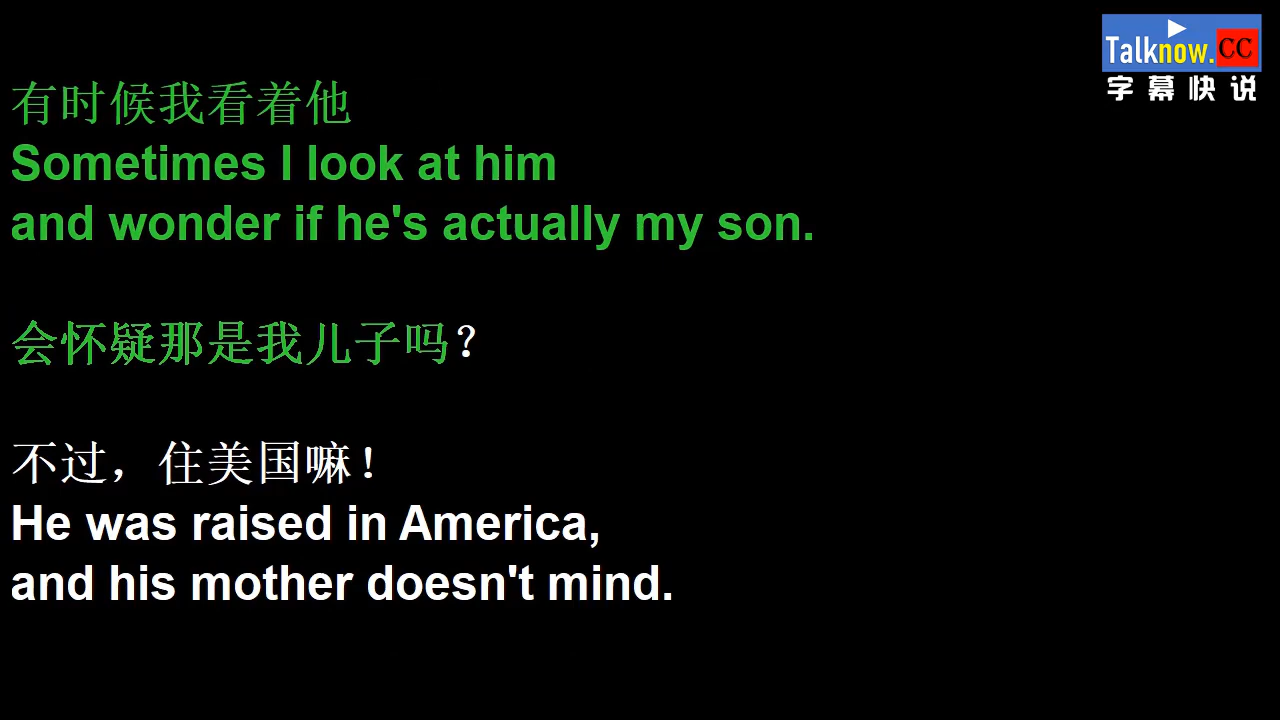 Talknow.CC
字幕快说
有时候我看着他
Sometimes I look at him
and wonder if he's actually my son.
会怀疑那是我儿子吗？
不过，住美国嘛！
He was raised in America,
and his mother doesn't mind.